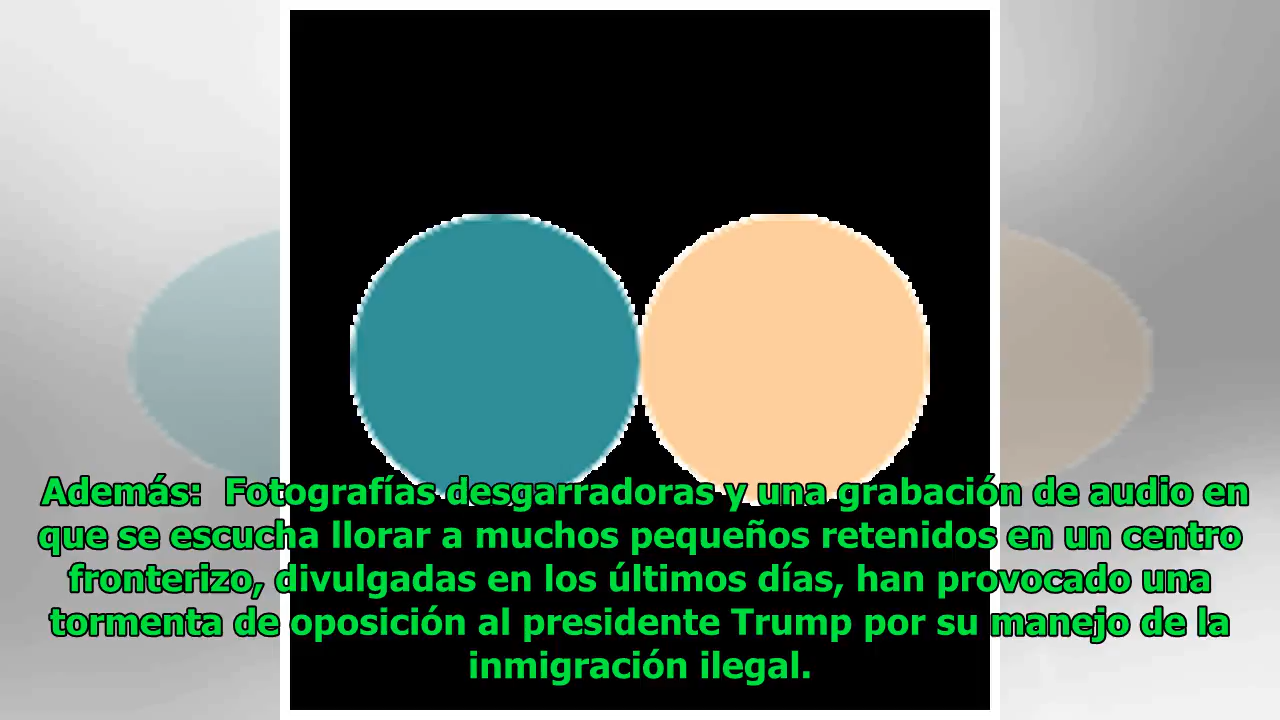 Además:  Fotografías desgarradoras y una grabación de audio en
que se escucha llorar a muchos pequeños retenidos en un centro
fronterizo, divulgadas en los últimos días, han provocado una
tormenta de oposición al presidente Trump por su manejo de la
inmigración ilegal.